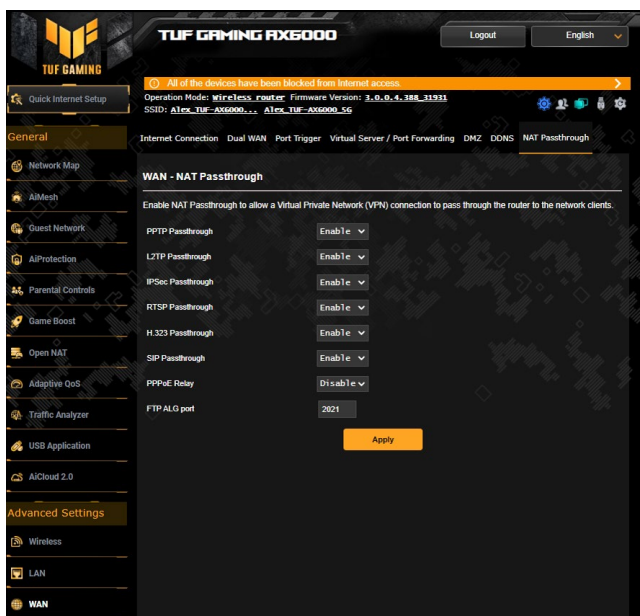 TUF GAMING
TUF GAMING AX6000
Logout
English
All of the devices have been blocked from Internet access.
Quick Internet Setup
Operation Mode: Wireless router Firmware Version: 3.0.0.4.388_31931
SSID: Alex_TUF-AX6000... Alex_TUF-AX6000_5G
General
Internet Connection Dual WAN Port Trigger Virtual Server / Port Forwarding DMZ DDNS NAT Passthrough
Network Map
AiMesh
Guest Network
AiProtection
Parental Controls
Game Boost
Open NAT
Adaptive QoS
Traffic Analyzer
USB Application
AiCloud 2.0
Advanced Settings
Wireless
LAN
WAN
WAN - NAT Passthrough
Enable NAT Passthrough to allow a Virtual Private Network (VPN) connection to pass through the router to the network clients.
PPTP Passthrough Enable
L2TP Passthrough Enable
IPSec Passthrough Enable
RTSP Passthrough Enable
H.323 Passthrough Enable
SIP Passthrough Enable
PPPoE Relay Disable
FTP ALG port 2021
Apply